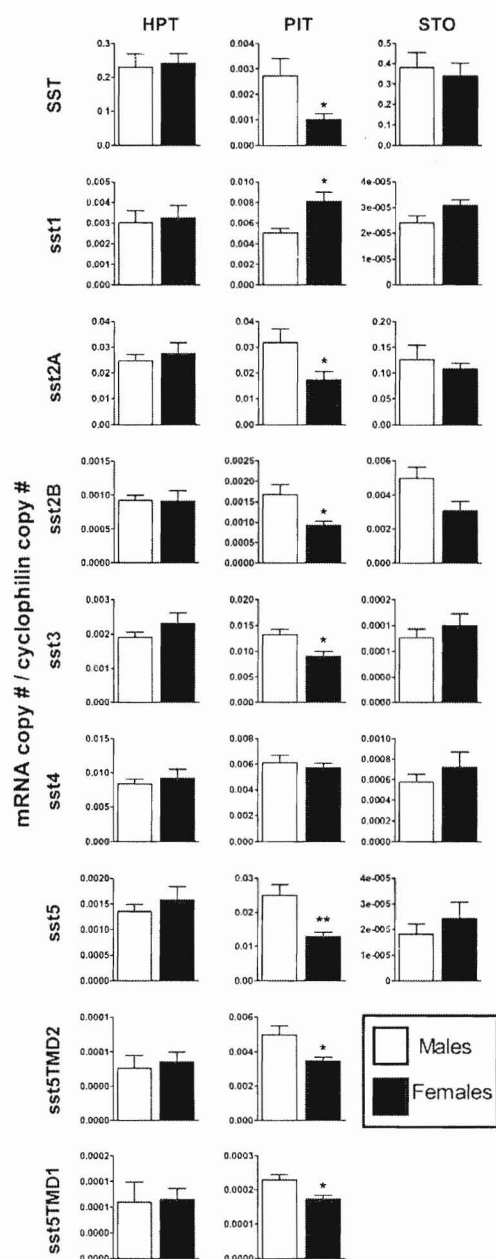 HPT PIT STO
mRNA copy # / cyclophilin copy #
SST
0.3 0.2 0.1 0.0
0.004 0.003 0.002 0.001 0.000 *
0.5 0.4 0.3 0.2 0.1 0.0
sst1
0.005 0.004 0.003 0.002 0.001 0.000
0.010 0.008 0.006 0.004 0.002 0.000 *
4e-005 3e-005 2e-005 1e-005 0
sst2A
0.04 0.03 0.02 0.01 0.00
0.04 0.03 0.02 0.01 0.00 *
0.20 0.15 0.10 0.05 0.00
sst2B
0.0015 0.0010 0.0005 0.0000
0.0025 0.0020 0.0015 0.0010 0.0005 0.0000 *
0.006 0.004 0.002 0.000
sst3
0.003 0.002 0.001 0.000
0.020 0.015 0.010 0.005 0.000 *
0.0001 0.0001 0.0000 0.0000
sst4
0.015 0.010 0.005 0.000
0.008 0.006 0.004 0.002 0.000
0.0010 0.0008 0.0006 0.0004 0.0002 0.0000
sst5
0.0020 0.0015 0.0010 0.0005 0.0000
0.03 0.02 0.01 0.00 **
4e-005 3e-005 2e-005 1e-005 0
sst5TMD2
0.0001 0.0001 0.0000 0.0000
0.006 0.004 0.002 0.000 *
Males
Females
sst5TMD1
0.0002 0.0001 0.0001 0.0000 0.0000
0.0003 0.0002 0.0001 0.0000 *